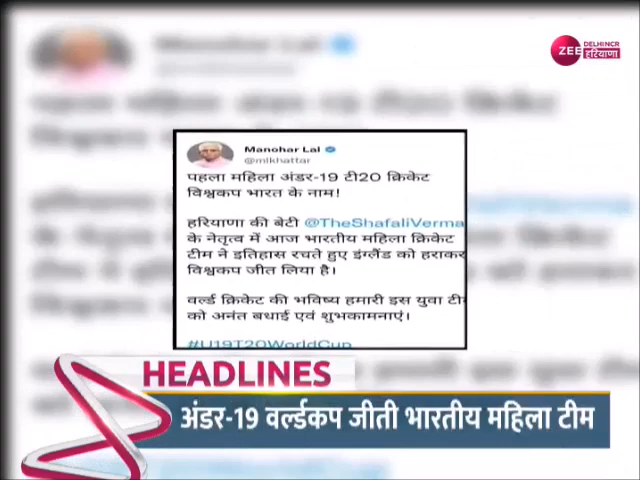 ZEE DELHI NCR
हरियाणा
Manohar Lal
@mlkhattar
पहला महिला अंडर-19 टी20 क्रिकेट
विश्वकप भारत के नाम!
हरियाणा की बेटी @TheShafaliVerma
के नेतृत्व में आज भारतीय महिला क्रिकेट
टीम ने इतिहास रचते हुए इंग्लैंड को हराकर
विश्वकप जीत लिया है।
वर्ल्ड क्रिकेट की भविष्य हमारी इस युवा टी
को अनंत बधाई एवं शुभकामनाएं।
#U19T20WorldCup
HEADLINES
अंडर-19 वर्ल्डकप जीती भारतीय महिला टीम